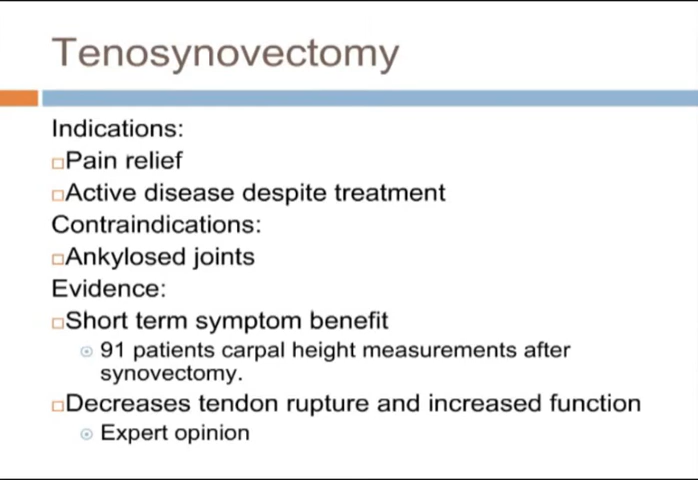 Tenosynovectomy
Indications:
Pain relief
Active disease despite treatment
Contraindications:
Ankylosed joints
Evidence:
Short term symptom benefit
91 patients carpal height measurements after
synovectomy.
Decreases tendon rupture and increased function
Expert opinion